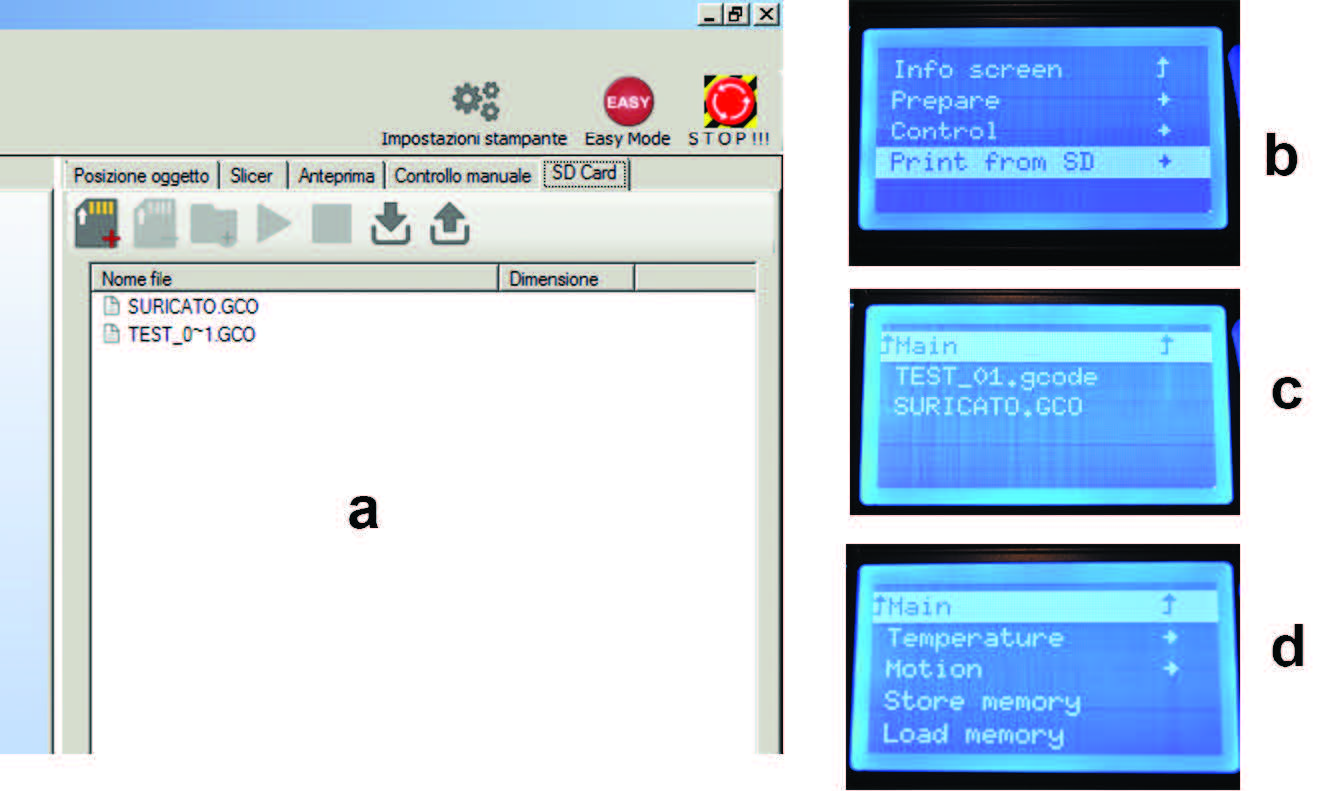 EASY
Impostazioni stampante Easy Mode S T O P !!!
Posizione oggetto Slicer Anteprima Controllo manuale SD Card
Nome file Dimensione
SURICATO.GCO
TEST_0~1.GCO
a
Info screen
Prepare
Control
Print from SD
b
Main
TEST_01.gcode
SURICATO.GCO
c
Main
Temperature
Motion
Store memory
Load memory
d